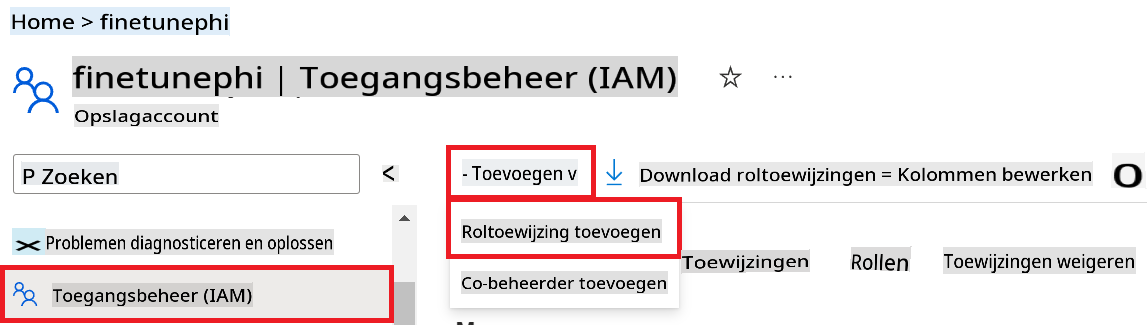 Home > finetunephi
finetunephi | Toegangsbeheer (IAM)
Opslagaccount
P Zoeken
- Toevoegen v
Download roltoewijzingen = Kolommen bewerken
Problemen diagnosticeren en oplossen
Roltoewijzing toevoegen
Toewijzingen
Rollen
Toewijzingen weigeren
Toegangsbeheer (IAM)
Co-beheerder toevoegen